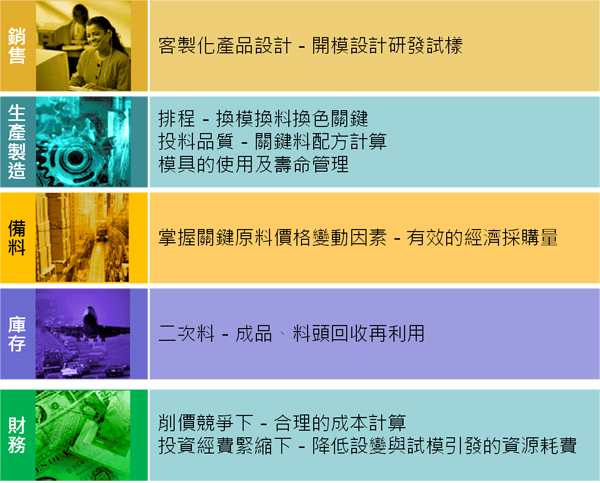 銷售
客製化產品設計 – 開模設計研發試樣
生產製造
排程 – 換模換料換色關鍵
投料品質 – 關鍵料配方計算
模具的使用及壽命管理
備料
掌握關鍵原料價格變動因素 – 有效的經濟採購量
庫存
二次料 – 成品、料頭回收再利用
財務
削價競爭下 – 合理的成本計算
投資經費緊縮下 – 降低設變與試模引發的資源耗費